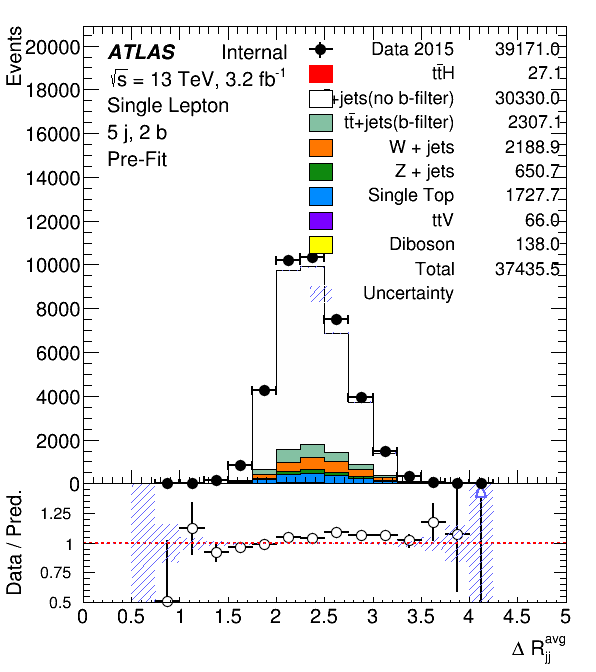 Events
20000
18000
16000
14000
12000
10000
8000
6000
4000
2000
0
ATLAS Internal
√s = 13 TeV, 3.2 fb⁻¹
Single Lepton
5 j, 2 b
Pre-Fit
Data 2015 39171.0
tt̄H 27.1
+jets(no b-filter) 30330.0
tt̄+jets(b-filter) 2307.1
W + jets 2188.9
Z + jets 650.7
Single Top 1727.7
ttV 66.0
Diboson 138.0
Total 37435.5
Uncertainty
Data / Pred.
1.25
1
0.75
0.5
0 0.5 1 1.5 2 2.5 3 3.5 4 4.5 5
Δ R_jj^avg